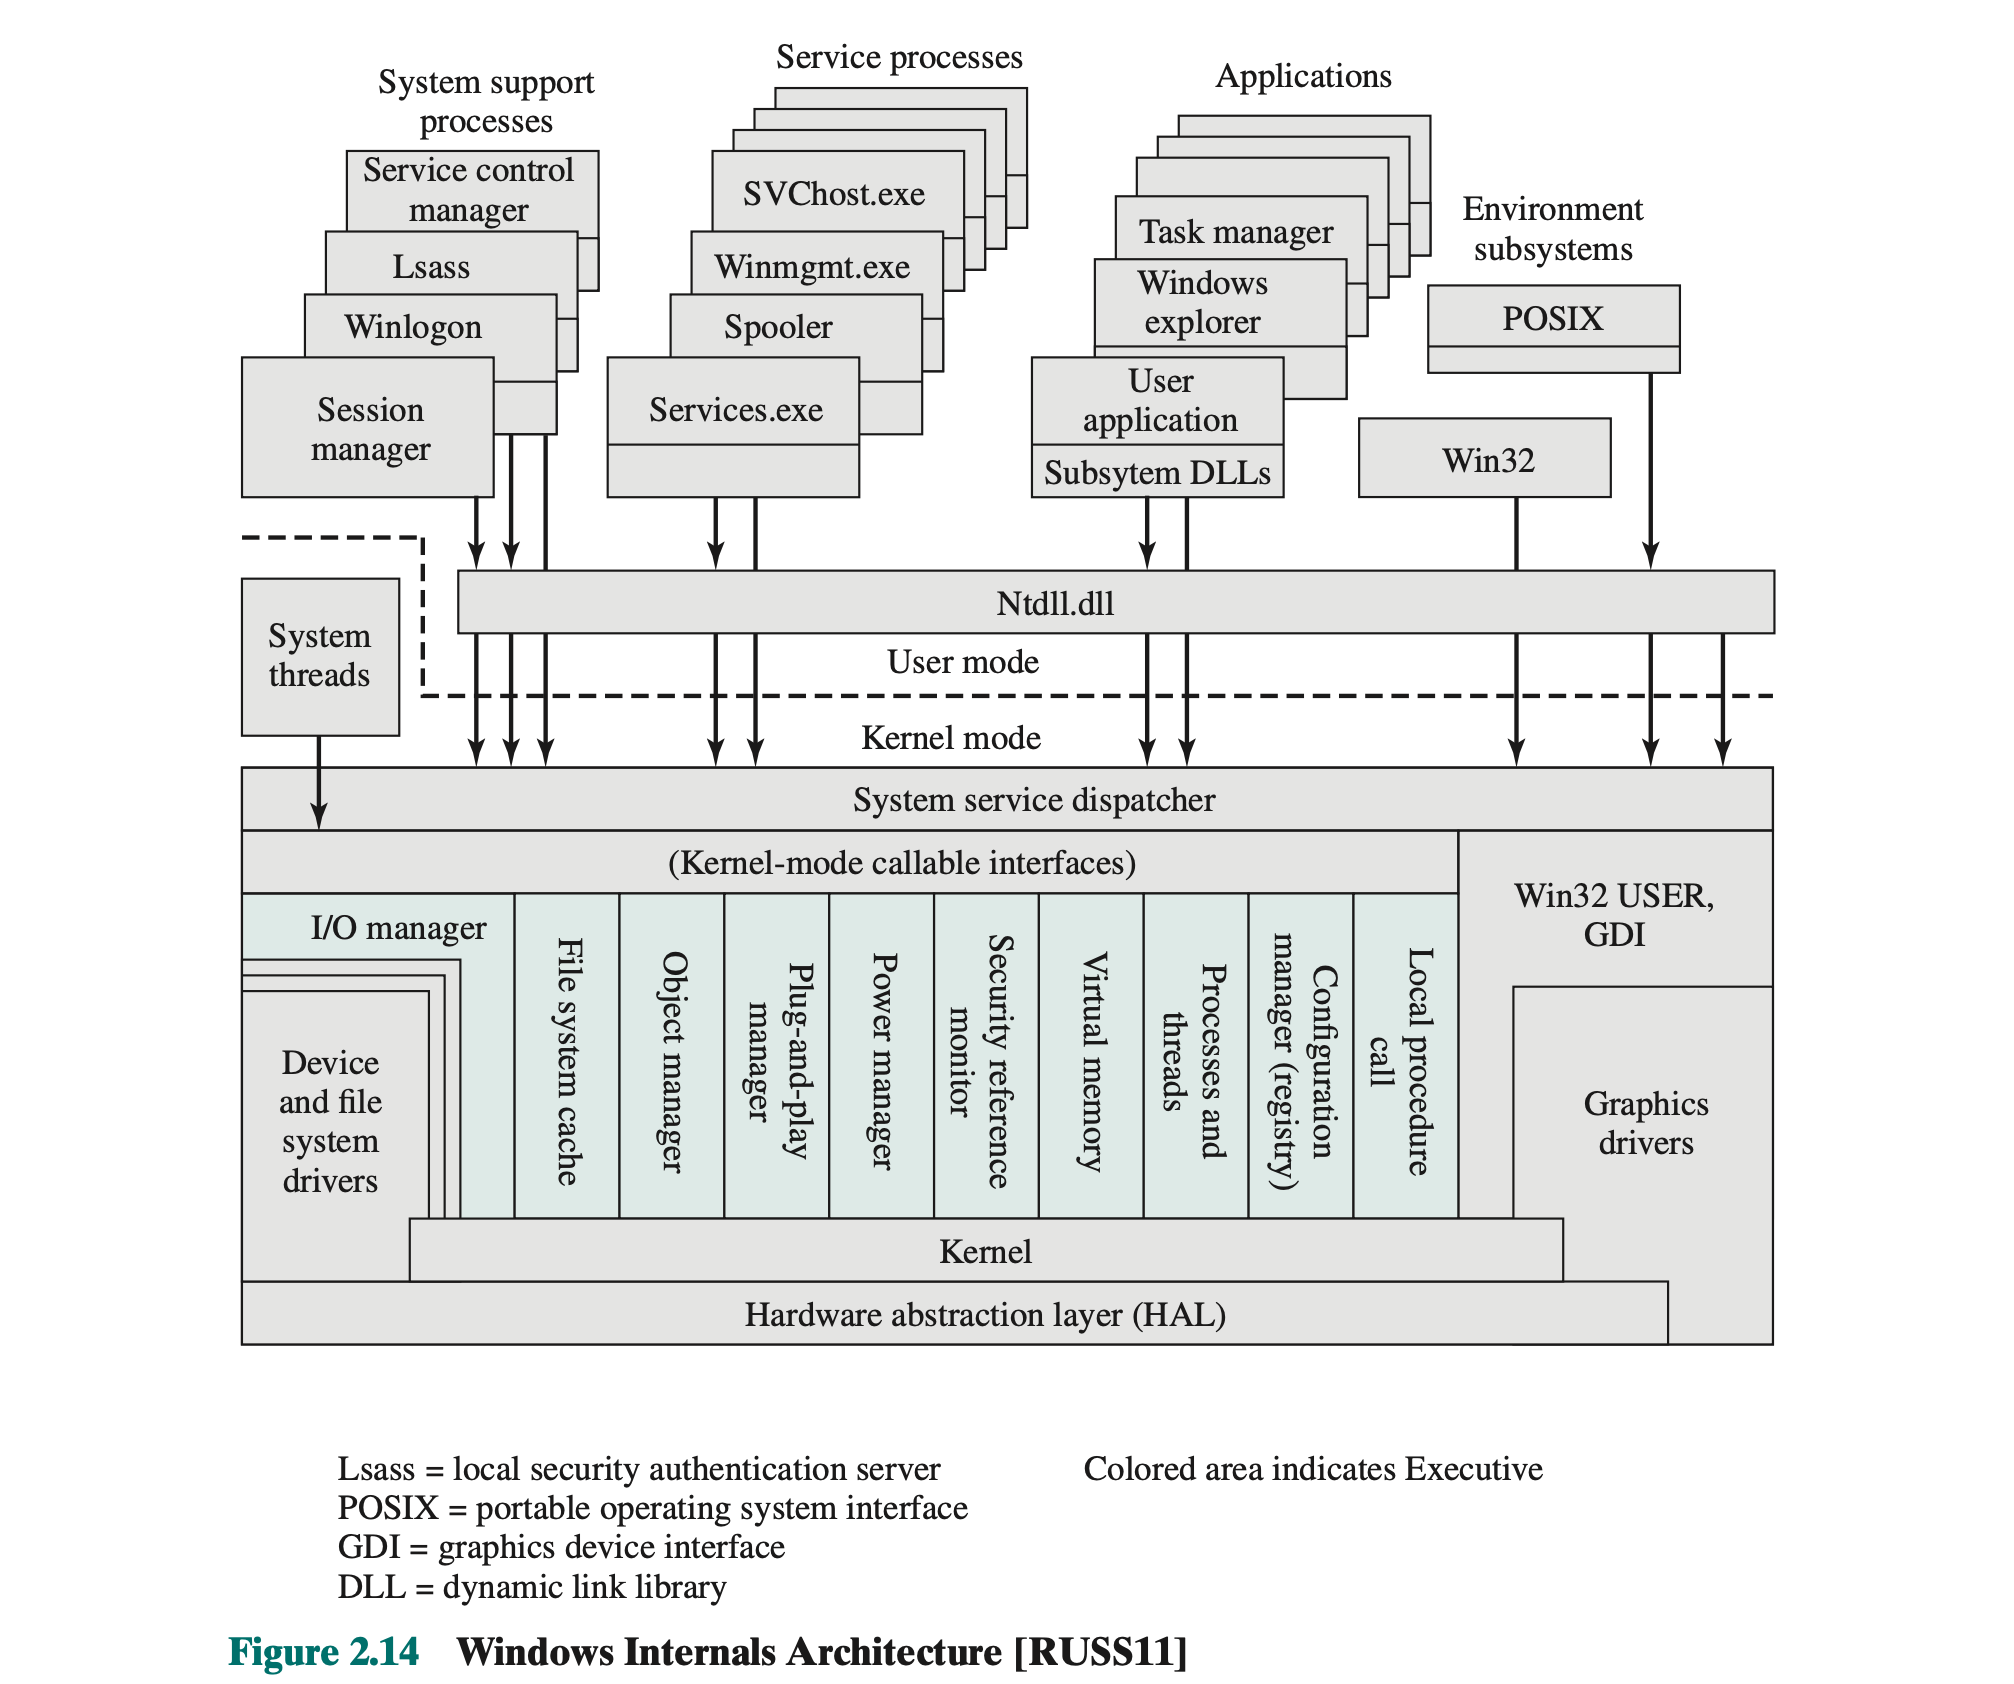 System support
processes
Service processes
Applications
Environment
subsystems
Service control
manager
Lsass
Winlogon
Session
manager
SVChost.exe
Winmgmt.exe
Spooler
Services.exe
Task manager
Windows
explorer
User
application
Subsytem DLLs
POSIX
Win32
System
threads
Ntdll.dll
User mode
Kernel mode
System service dispatcher
(Kernel-mode callable interfaces)
Win32 USER,
GDI
I/O manager
Device
and file
system
drivers
File system cache
Object manager
Plug-and-play
manager
Power manager
Security reference
monitor
Virtual memory
Processes and
threads
Configuration
manager (registry)
Local procedure
call
Graphics
drivers
Kernel
Hardware abstraction layer (HAL)
Lsass = local security authentication server
POSIX = portable operating system interface
GDI = graphics device interface
DLL = dynamic link library
Colored area indicates Executive
Figure 2.14 Windows Internals Architecture [RUSS11]